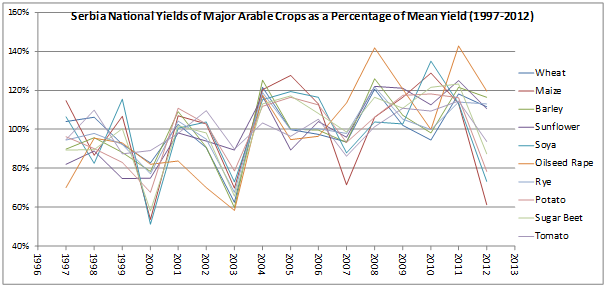 Serbia National Yields of Major Arable Crops as a Percentage of Mean Yield (1997-2012)
160%
140%
120%
100%
80%
60%
40%
1996
1997
1998
1999
2000
2001
2002
2003
2004
2005
2006
2007
2008
2009
2010
2011
2012
2013
Wheat
Maize
Barley
Sunflower
Soya
Oilseed Rape
Rye
Potato
Sugar Beet
Tomato